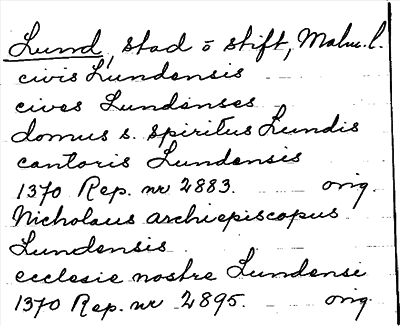 Lund, stad o stift, Malm.l.
civis Lundensis
cives Lundenses
domus s. spiritus Lundis
cantoris Lundensis
1370 Rep. nr 2883. orig.
Nicholaus archiepiscopus
Lundensis
ecclesie nostre Lundensi
1370 Rep. nr 2895. orig.